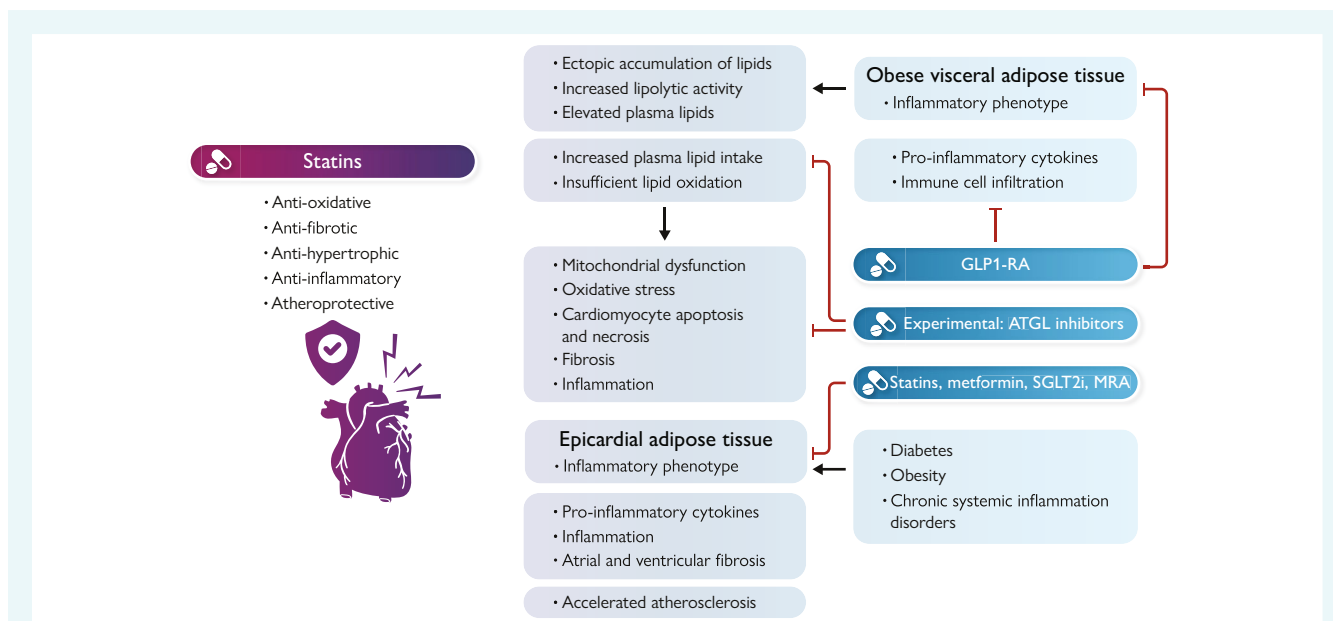 Statins
• Anti-oxidative
• Anti-fibrotic
• Anti-hypertrophic
• Anti-inflammatory
• Atheroprotective
• Ectopic accumulation of lipids
• Increased lipolytic activity
• Elevated plasma lipids
• Increased plasma lipid intake
• Insufficient lipid oxidation
• Mitochondrial dysfunction
• Oxidative stress
• Cardiomyocyte apoptosis
and necrosis
• Fibrosis
• Inflammation
Epicardial adipose tissue
• Inflammatory phenotype
• Pro-inflammatory cytokines
• Inflammation
• Atrial and ventricular fibrosis
• Accelerated atherosclerosis
Obese visceral adipose tissue
• Inflammatory phenotype
• Pro-inflammatory cytokines
• Immune cell infiltration
GLP1-RA
Experimental: ATGL inhibitors
Statins, metformin, SGLT2i, MRA
• Diabetes
• Obesity
• Chronic systemic inflammation
disorders